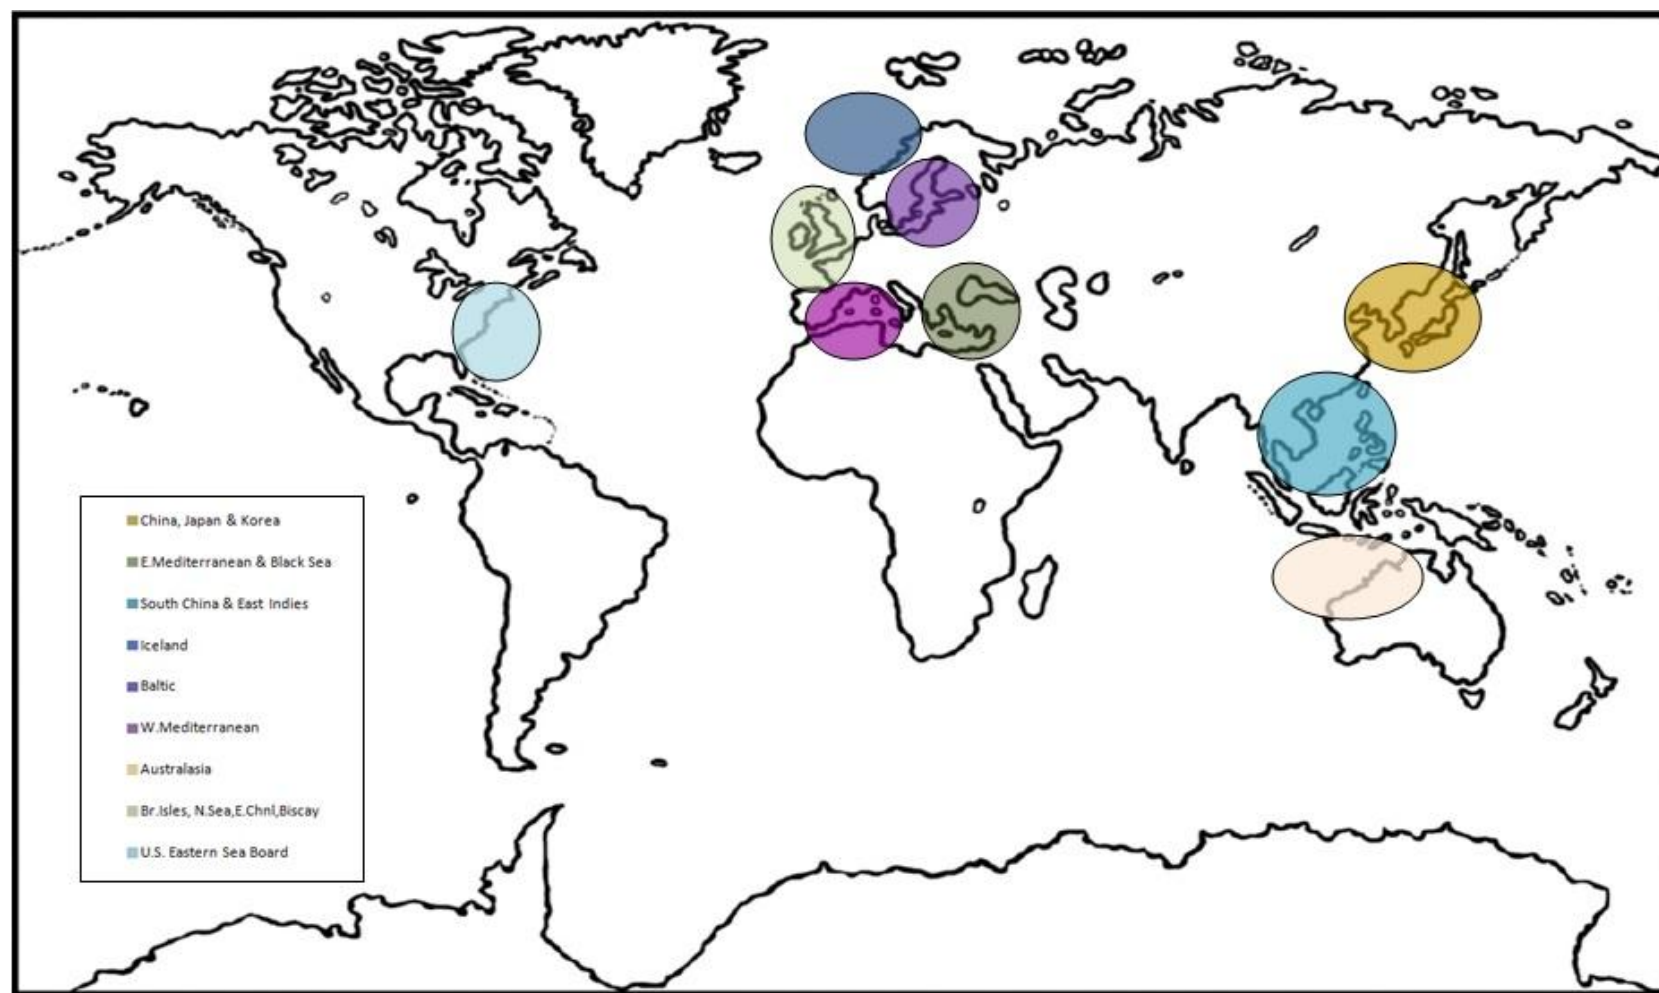 China, Japan & Korea
E.Mediterranean & Black Sea
South China & East Indies
Iceland
Baltic
W.Mediterranean
Australasia
Br.Isles, N.Sea,E.Chnl,Biscay
U.S. Eastern Sea Board